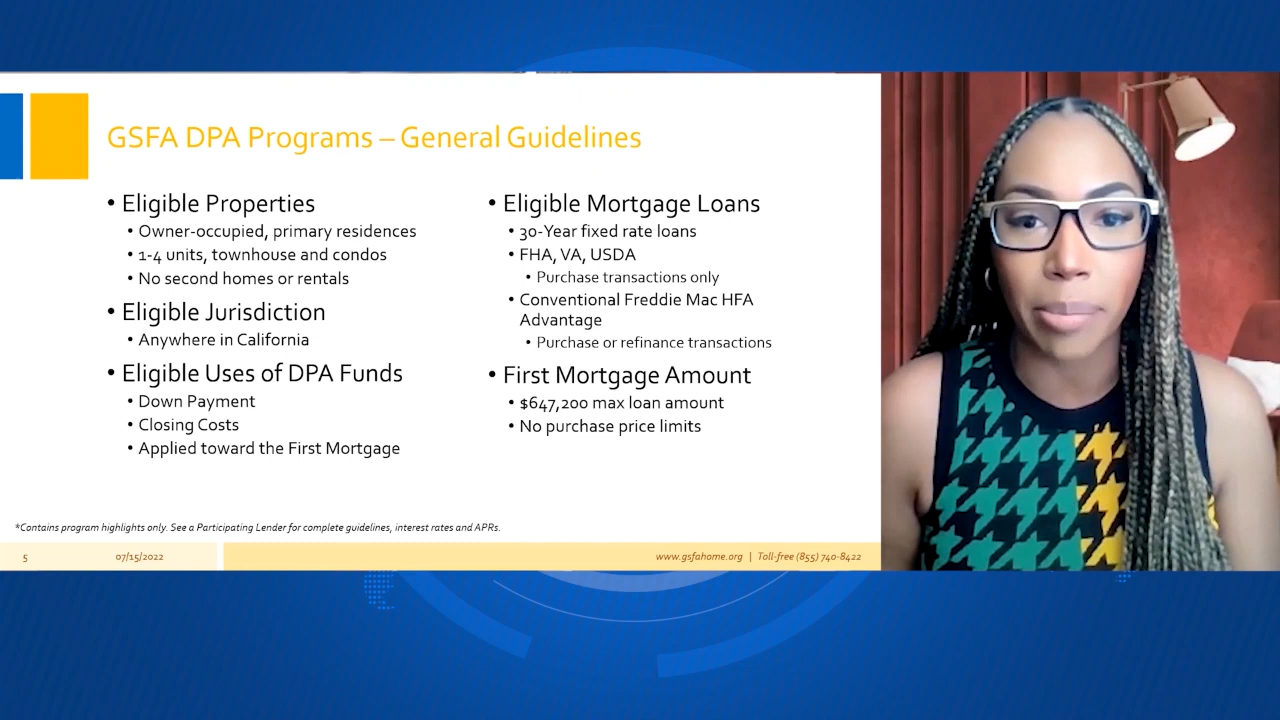 GSFA DPA Programs – General Guidelines
• Eligible Properties
• Owner-occupied, primary residences
• 1-4 units, townhouse and condos
• No second homes or rentals
• Eligible Jurisdiction
• Anywhere in California
• Eligible Uses of DPA Funds
• Down Payment
• Closing Costs
• Applied toward the First Mortgage
• Eligible Mortgage Loans
• 30-Year fixed rate loans
• FHA, VA, USDA
• Purchase transactions only
• Conventional Freddie Mac HFA
Advantage
• Purchase or refinance transactions
• First Mortgage Amount
• $647,200 max loan amount
• No purchase price limits
*Contains program highlights only. See a Participating Lender for complete guidelines, interest rates and APRs.
5 07/15/2022 www.gsfahome.org | Toll-free (855) 740-8422